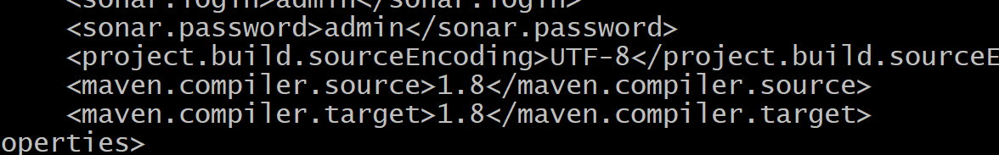 <sonar.login>admin</sonar.login>
<sonar.password>admin</sonar.password>
<project.build.sourceEncoding>UTF-8</project.build.sourceE
<maven.compiler.source>1.8</maven.compiler.source>
<maven.compiler.target>1.8</maven.compiler.target>
operties>